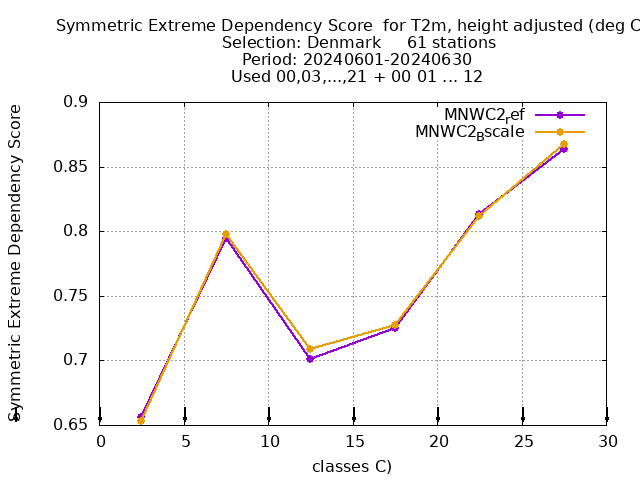 Symmetric Extreme Dependency Score  for T2m, height adjusted (deg C
Selection: Denmark     61 stations
Period: 20240601-20240630
Used 00,03,...,21 + 00 01 ... 12
MNWC2ref
MNWC2Bscale
Symmetric Extreme Dependency Score
0.9
0.85
0.8
0.75
0.7
0.65
0 5 10 15 20 25 30
classes C)